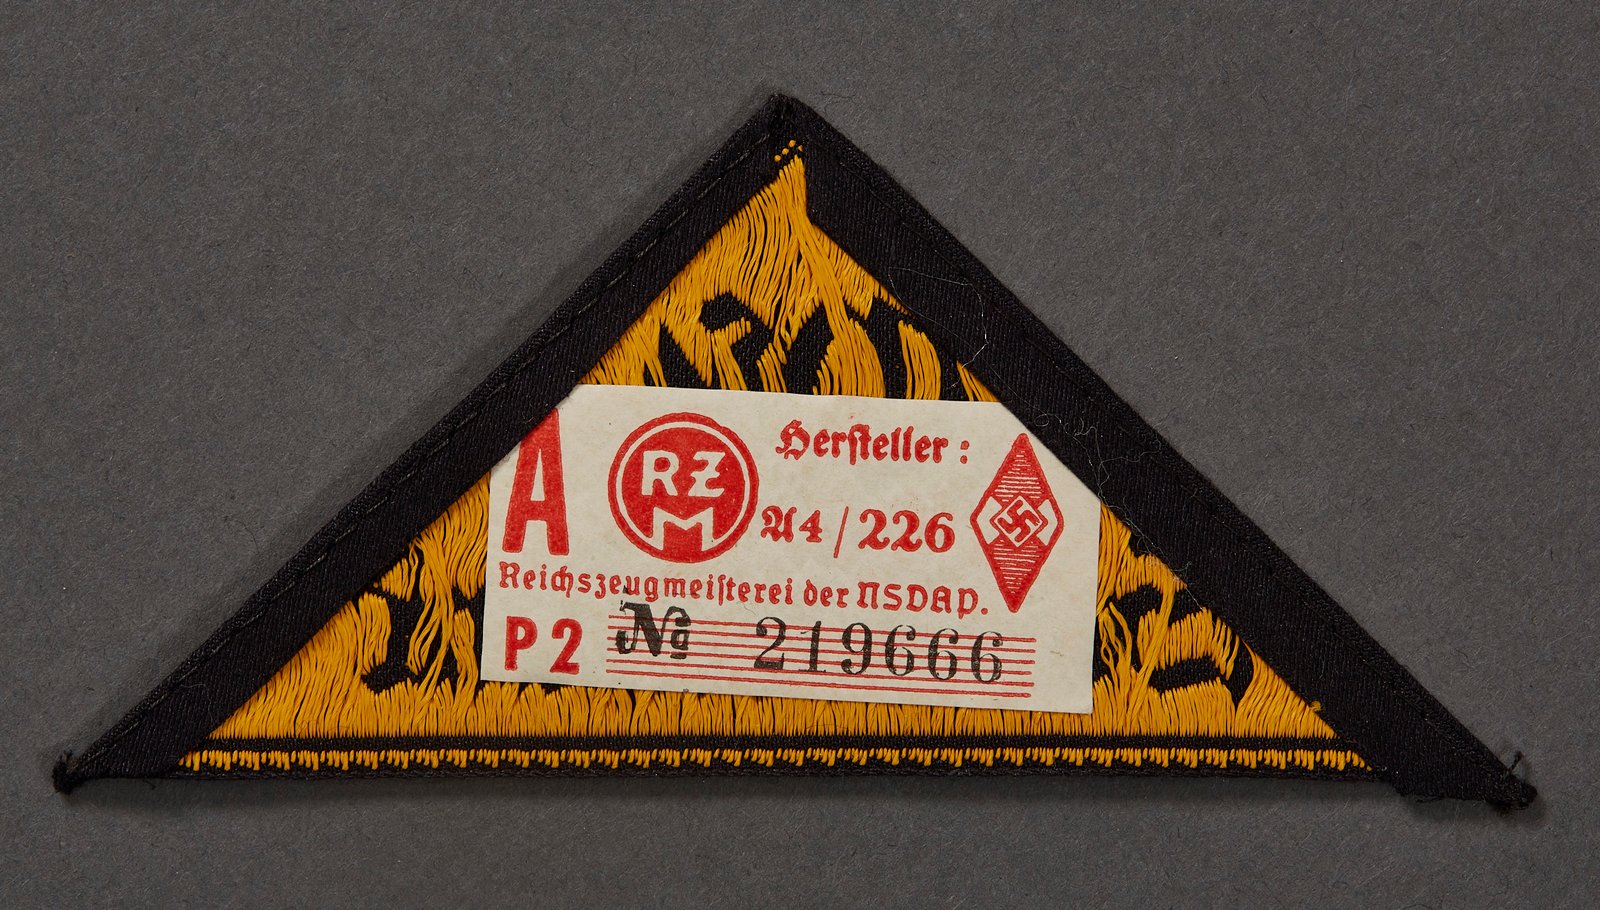 A
RZM
Hersteller:
A4/226
Reichszeugmeisterei der NSDAP.
P2 No 219666